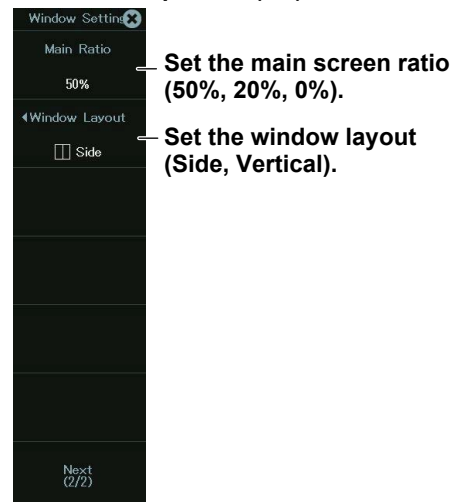 Window Setting
Main Ratio
50%
Set the main screen ratio
(50%, 20%, 0%).
Window Layout
Side
Set the window layout
(Side, Vertical).
Next
(2/2)